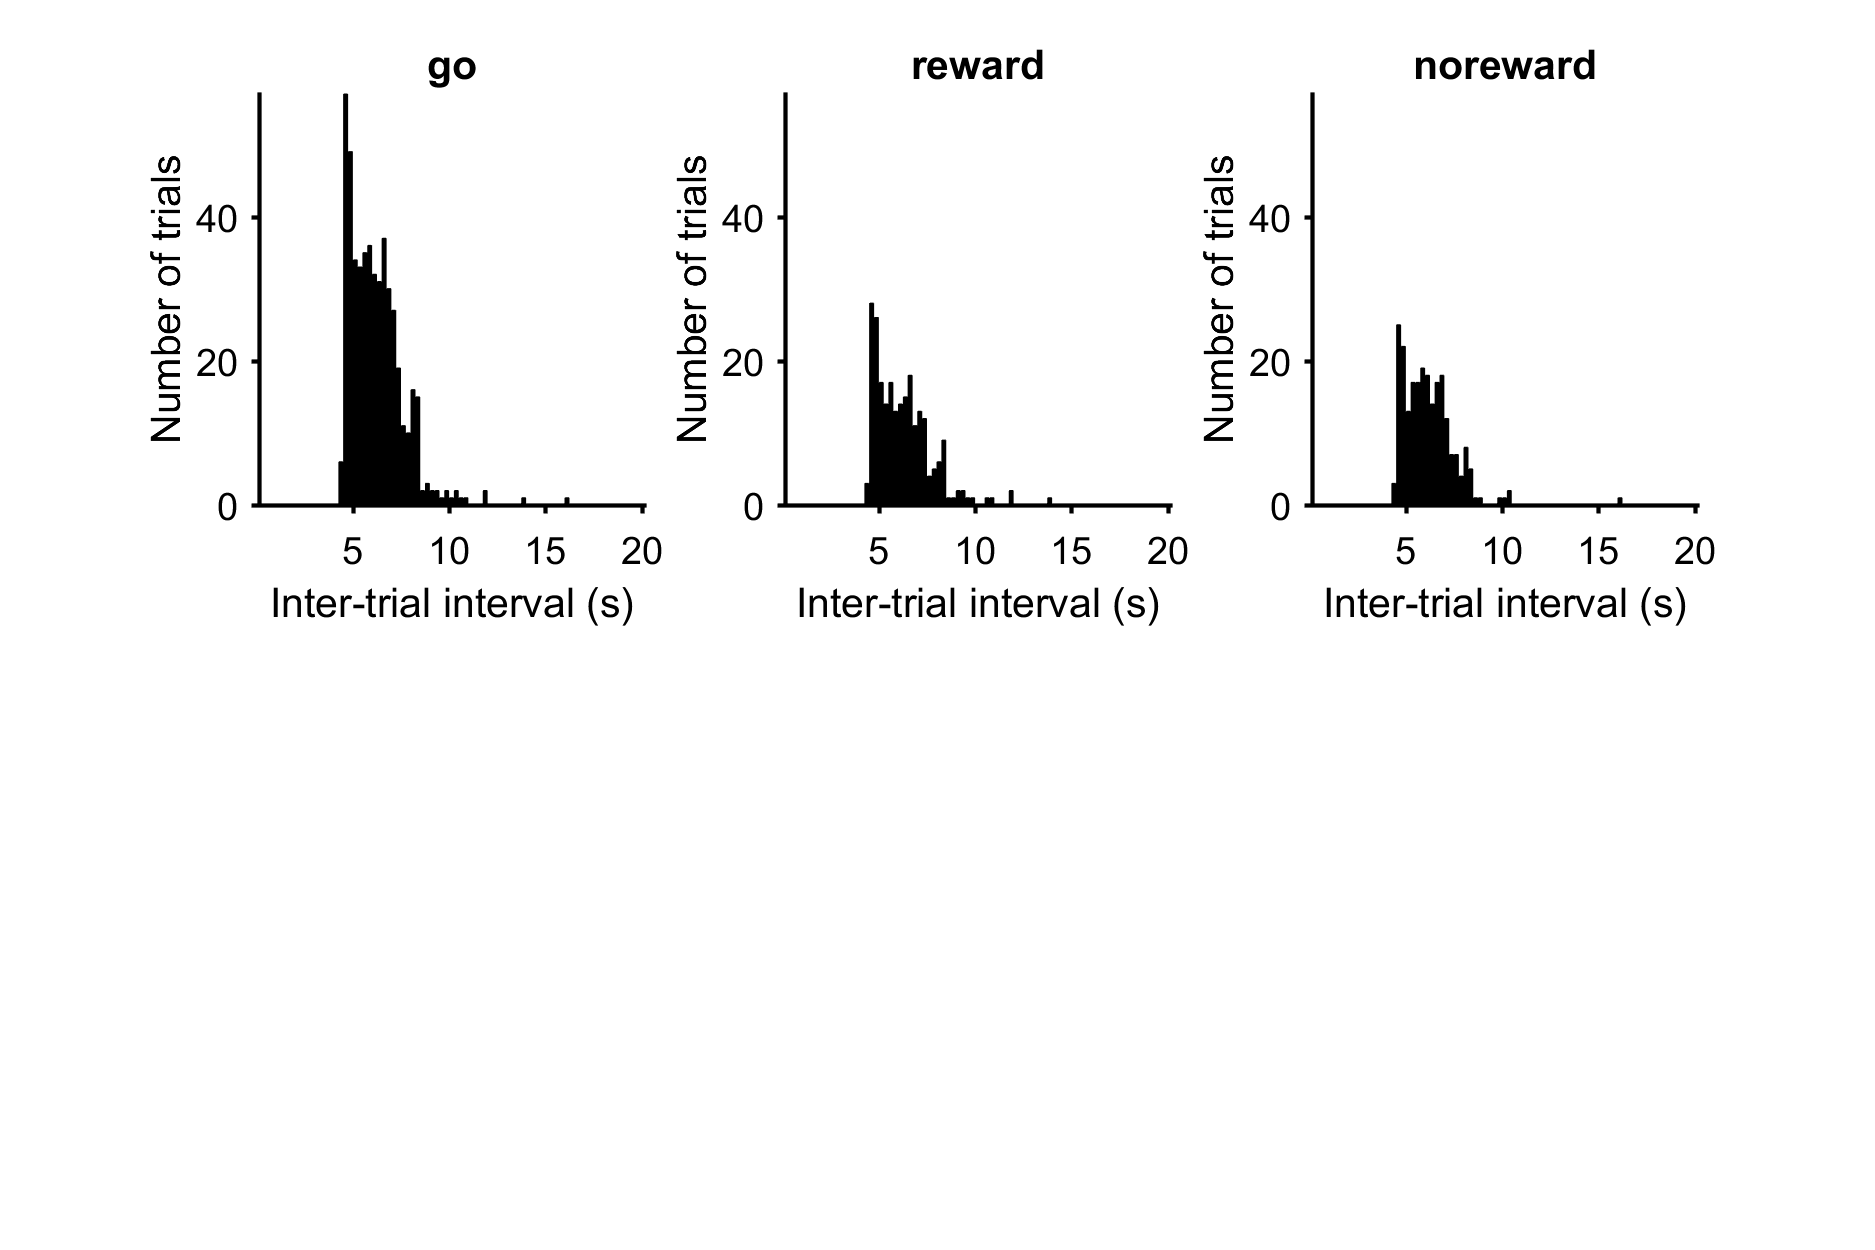 go
Number of trials
40
20
0
5 10 15 20
Inter-trial interval (s)
reward
Number of trials
40
20
0
5 10 15 20
Inter-trial interval (s)
noreward
Number of trials
40
20
0
5 10 15 20
Inter-trial interval (s)